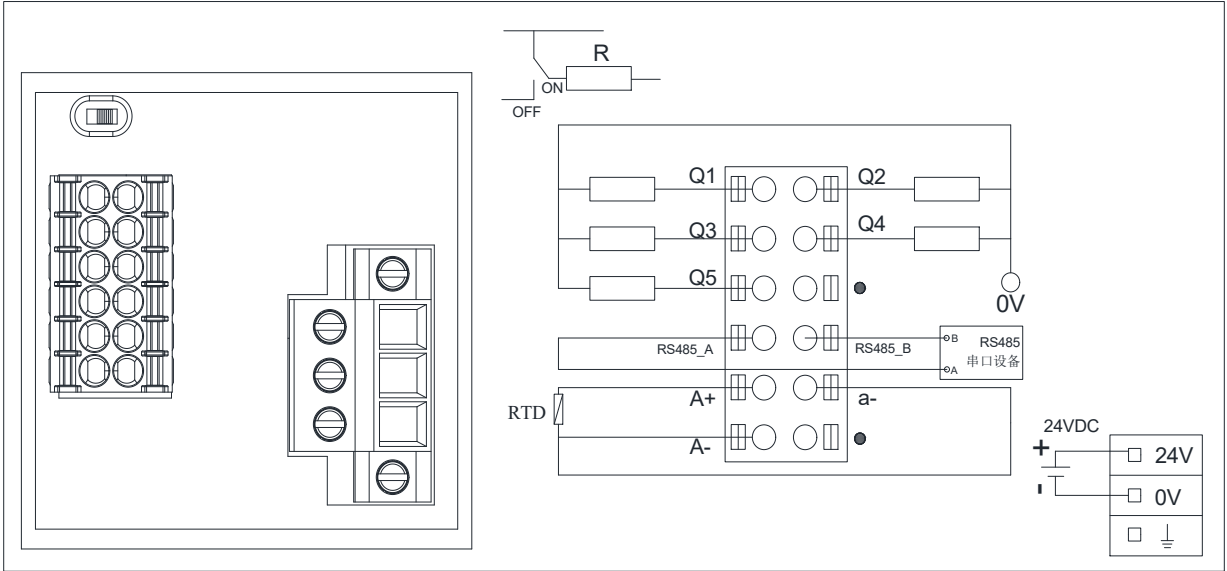 R
ON
OFF
Q1 Q2
Q3 Q4
Q5
0V
RS485_A RS485_B
B RS485
串口设备
A
RTD
A+ a-
A-
24VDC
+
24V
-
0V